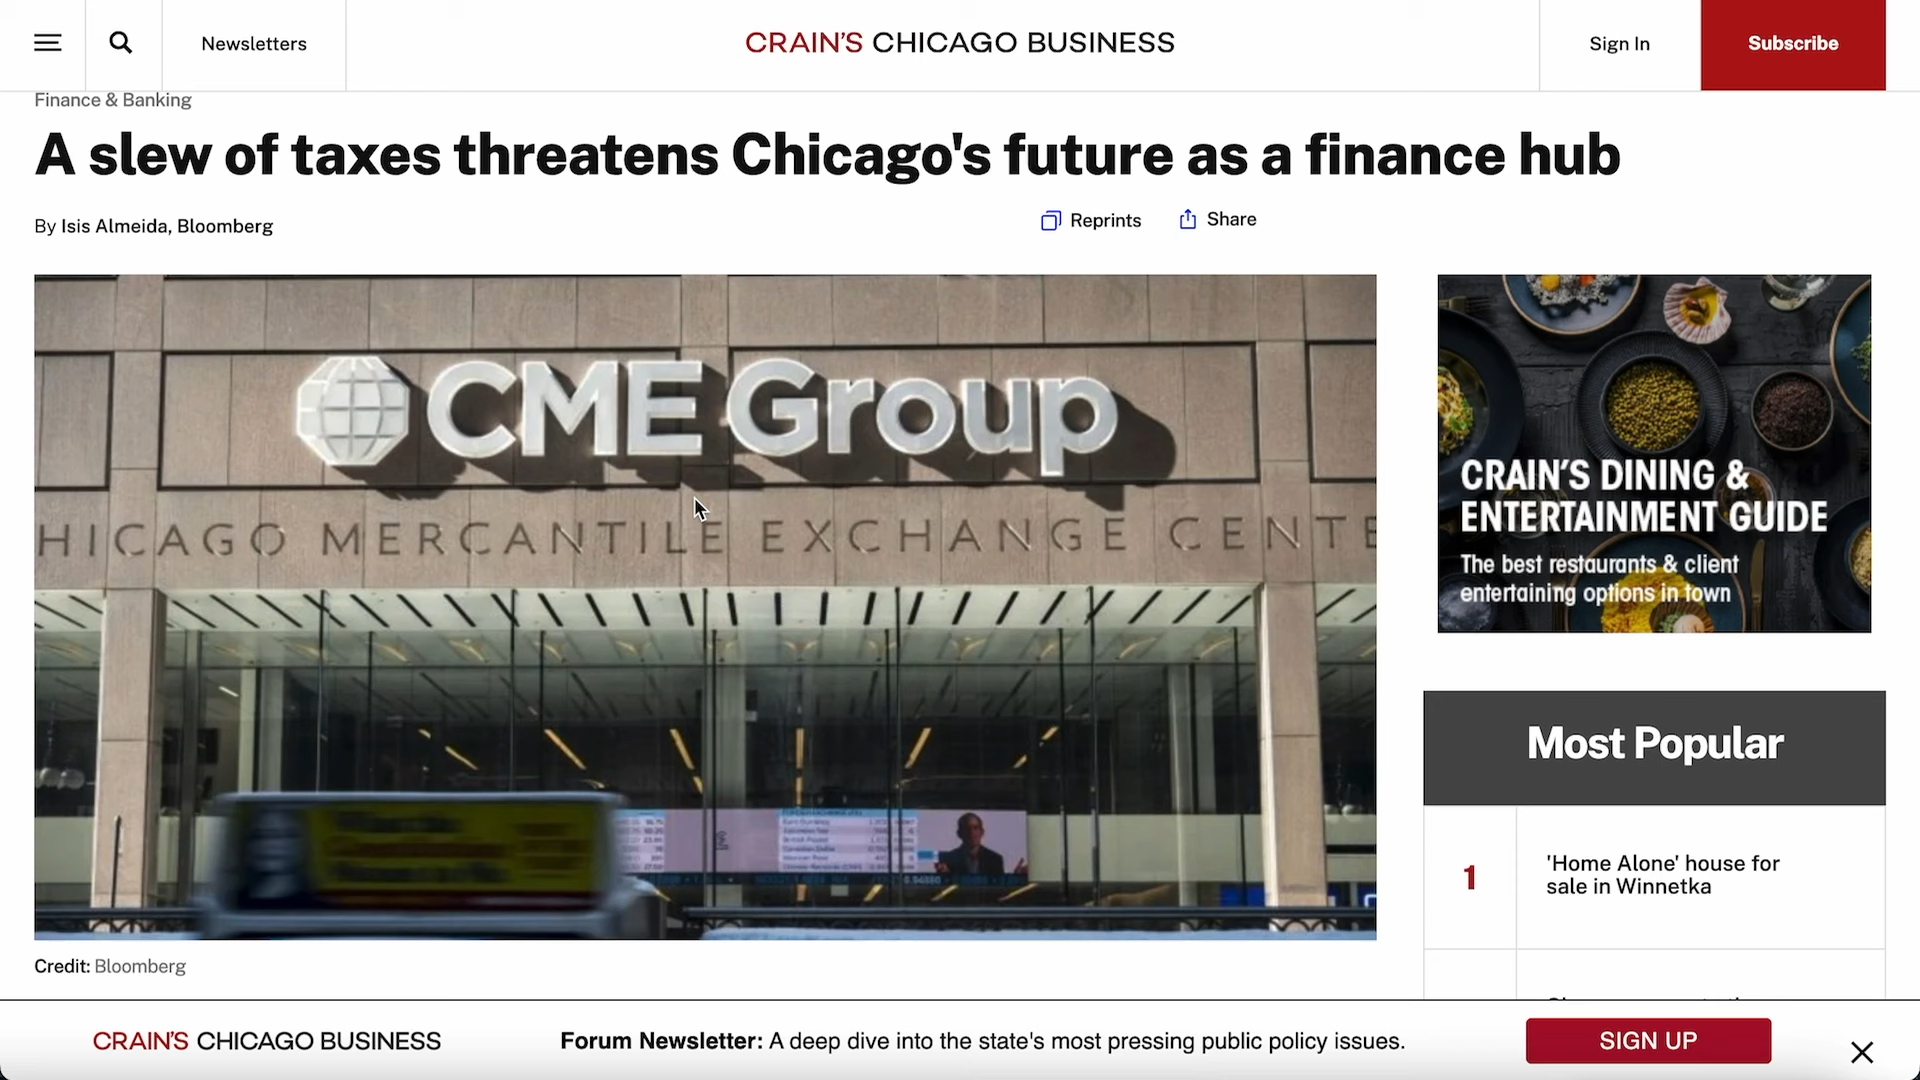 Newsletters
CRAIN'S CHICAGO BUSINESS
Sign In
Subscribe
Finance & Banking
A slew of taxes threatens Chicago's future as a finance hub
By Isis Almeida, Bloomberg
Reprints
Share
CME Group
HICAGO MERCANTILE EXCHANGE CENTE
CRAIN'S DINING &
ENTERTAINMENT GUIDE
The best restaurants & client
entertaining options in town
Most Popular
1
'Home Alone' house for
sale in Winnetka
Credit: Bloomberg
CRAIN'S CHICAGO BUSINESS
Forum Newsletter: A deep dive into the state's most pressing public policy issues.
SIGN UP